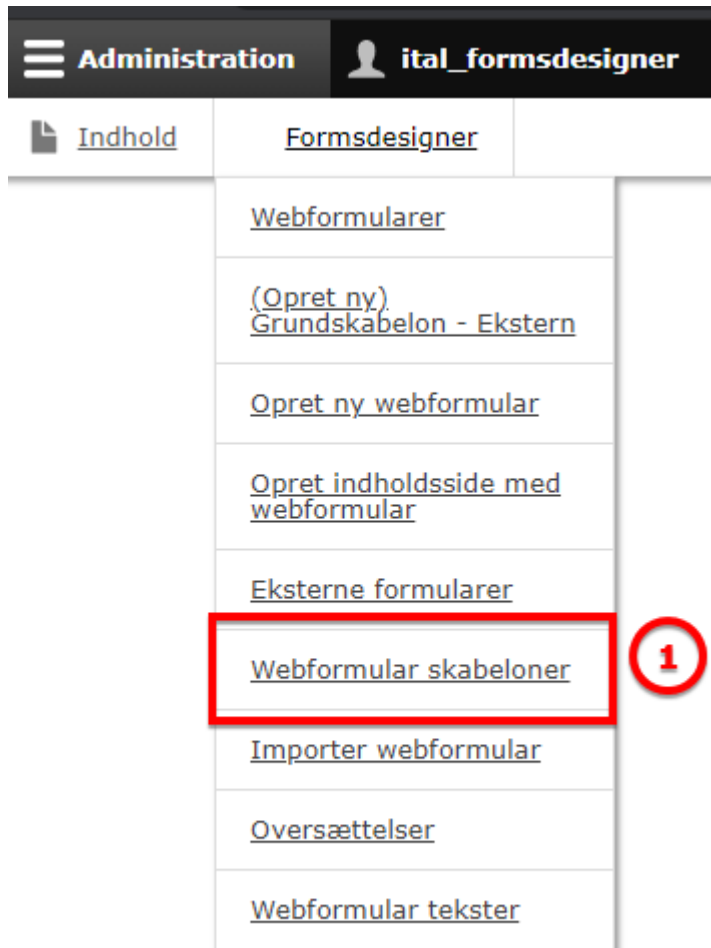 Administration ital_formsdesigner
Indhold Formsdesigner
Webformularer
(Opret ny)
Grundskabelon - Ekstern
Opret ny webformular
Opret indholdsside med
webformular
Eksterne formularer
Webformular skabeloner 1
Importer webformular
Oversættelser
Webformular tekster